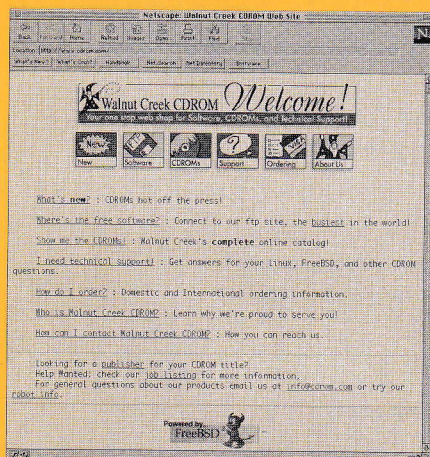 Netscape: Walnut Creek CDROM Web Site
Back Forward Home Reload Images Open Print Find
Location: http://www.cdrom.com/
What's New? What's Cool? Handbook Net Search Net Directory Software
Walnut Creek CDROM Welcome!
Your one stop web shop for Software, CDROMs, and Technical Support!
New
New Software CDROMs Support Ordering About Us
What's new? : CDROMs hot off the press!
Where's the free software? : Connect to our ftp site, the busiest in the world!
Show me the CDROMs! : Walnut Creek's complete online catalog!
I need technical support! : Get answers for your Linux, FreeBSD, and other CDROM
questions.
How do I order? : Domestic and International ordering information.
Who is Walnut Creek CDROM? : Learn why we're proud to serve you!
How can I contact Walnut Creek CDROM? : How you can reach us.
Looking for a publisher for your CDROM title?
Help Wanted: check our job listing for more information.
For general questions about our products email us at info@cdrom.com or try our
robot info.
Powered by
FreeBSD